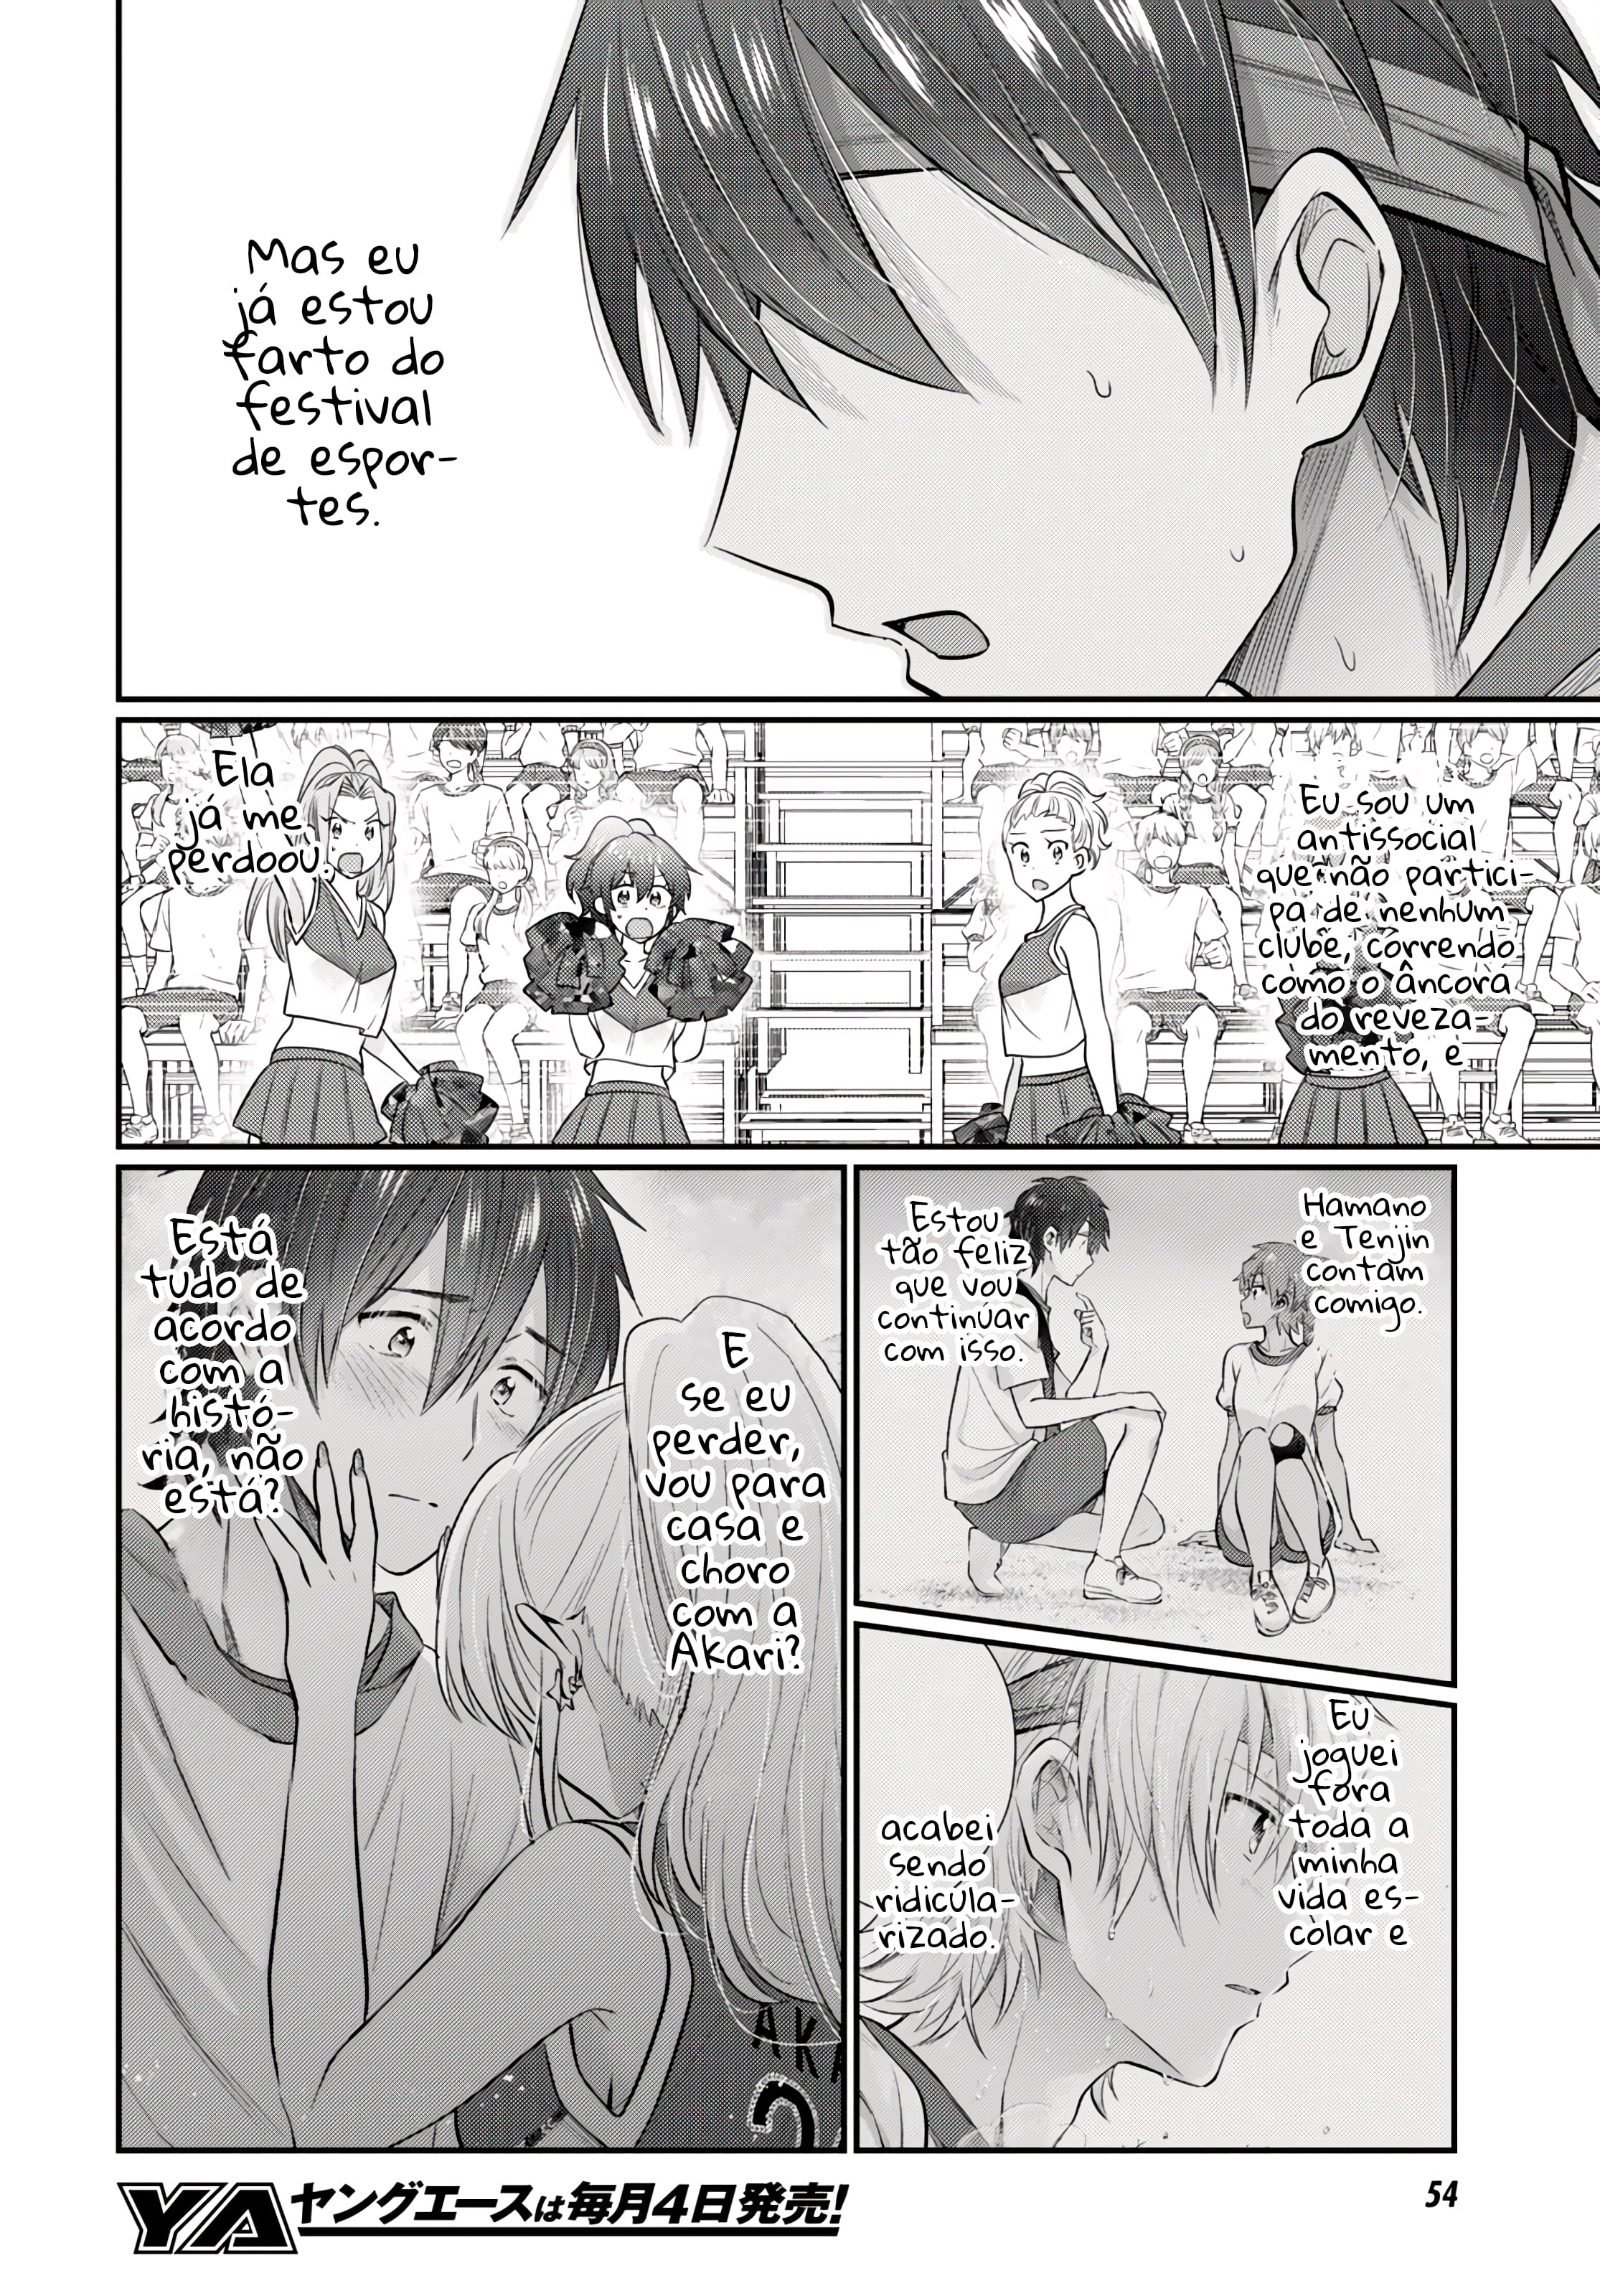 Mas eu
já estou
farto do
festival
de espor-
tes.
Eu sou um
antissocial
que não partici-
pa de nenhum
clube, correndo
como o âncora
do reveza-
mento, e
Ela
já me
perdoou.
Hamano
e Tenjin
contam
comigo.
Estou
tão feliz
que vou
continuar
com isso.
Eu
joguei
fora
toda a
minha
vida es-
colar e
acabei
sendo
ridicula-
rizado.
E
se eu
perder,
vou para
casa e
choro
com a
Akari?
Está
tudo de
acordo
com a
histó-
ria, não
está?
AKA
YA ヤングエースは毎月4日発売!
54